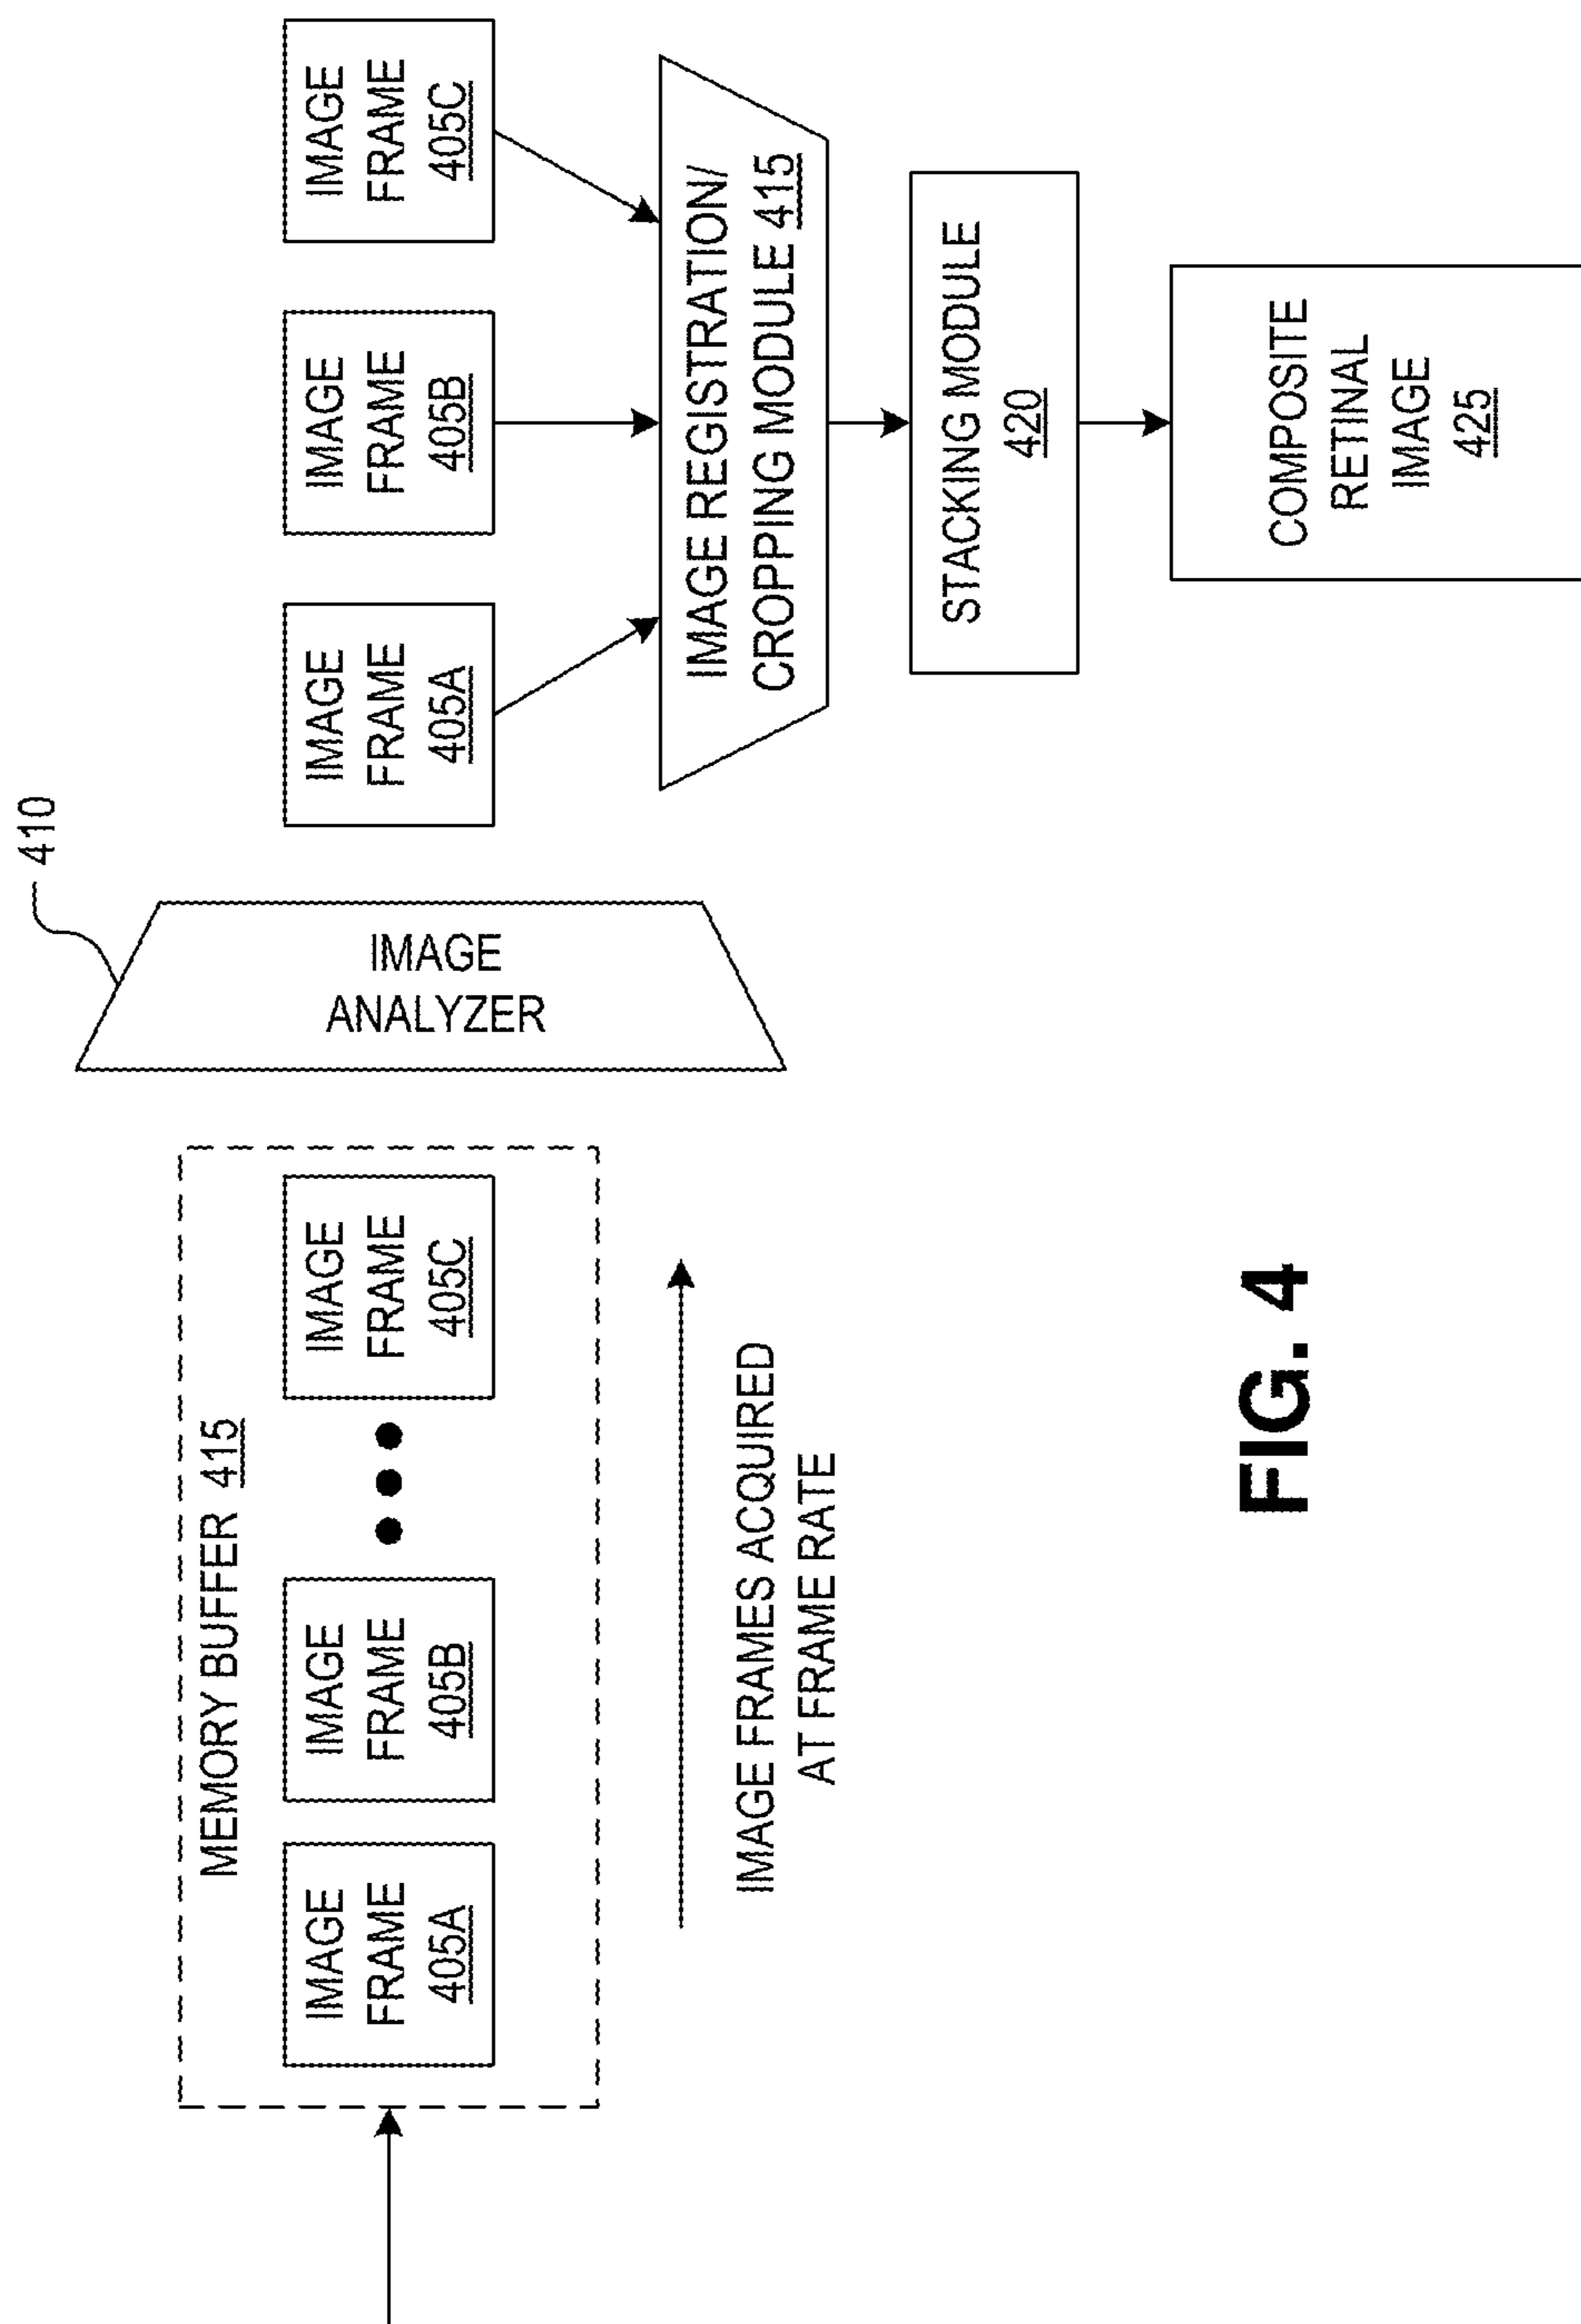 MEMORY BUFFER 415
IMAGE
FRAME
405A
IMAGE
FRAME
405B
IMAGE
FRAME
405C
IMAGE FRAMES ACQUIRED
AT FRAME RATE
410
IMAGE
ANALYZER
IMAGE
FRAME
405A
IMAGE
FRAME
405B
IMAGE
FRAME
405C
IMAGE REGISTRATION/
CROPPING MODULE 415
STACKING MODULE
420
COMPOSITE
RETINAL
IMAGE
425
FIG. 4